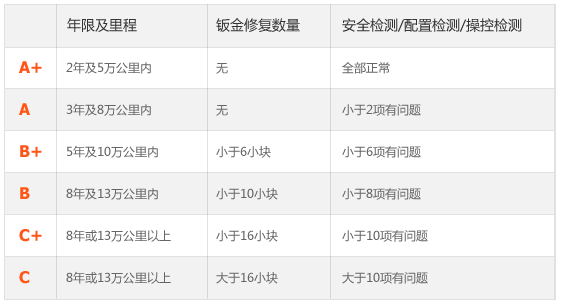 年限及里程 钣金修复数量 安全检测/配置检测/操控检测
A+ 2年及5万公里内 无 全部正常
A 3年及8万公里内 无 小于2项有问题
B+ 5年及10万公里内 小于6小块 小于6项有问题
B 8年及13万公里内 小于10小块 小于8项有问题
C+ 8年或13万公里以上 小于16小块 小于10项有问题
C 8年或13万公里以上 大于16小块 大于10项有问题